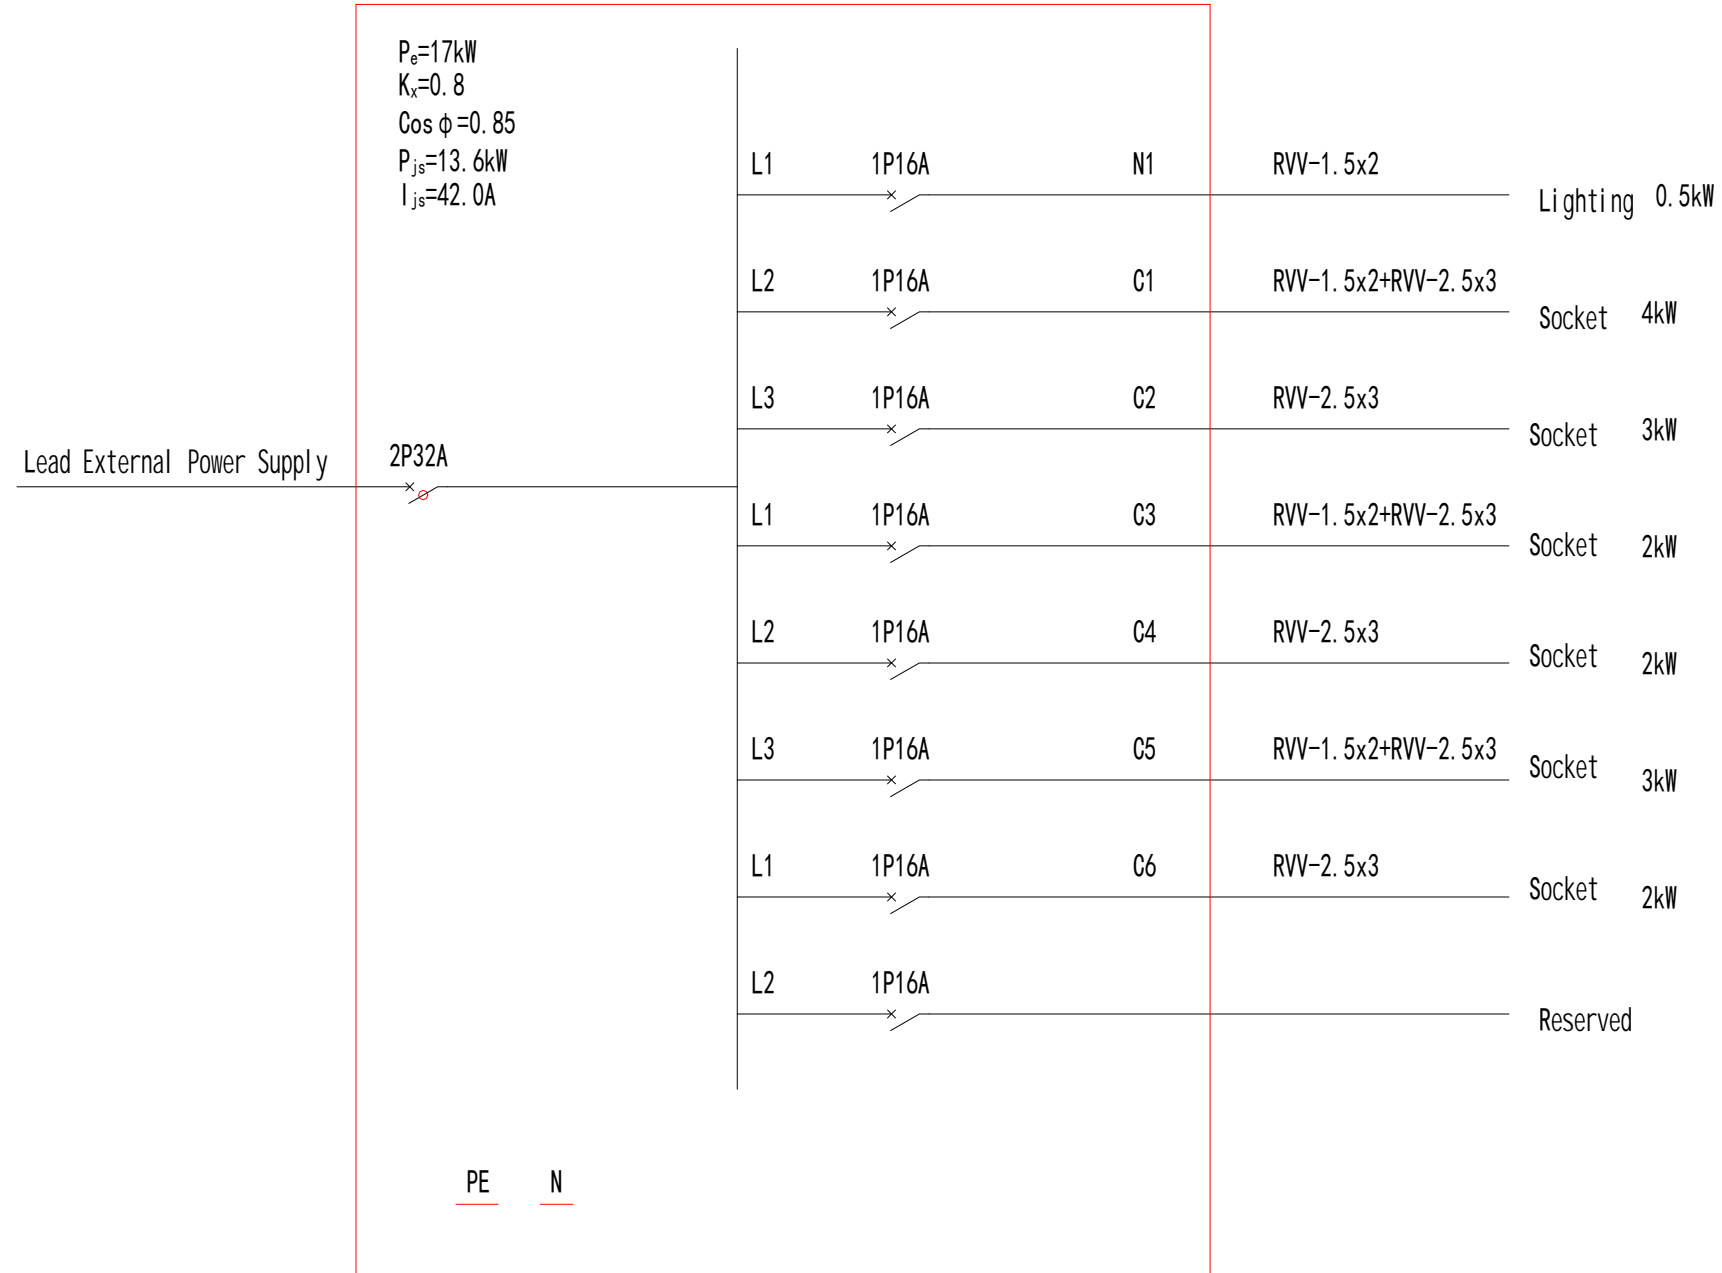 Pe=17kW
Kx=0.8
Cosφ=0.85
Pjs=13.6kW
Ijs=42.0A
L1 1P16A N1 RVV-1.5x2 Lighting 0.5kW
L2 1P16A C1 RVV-1.5x2+RVV-2.5x3 Socket 4kW
L3 1P16A C2 RVV-2.5x3 Socket 3kW
Lead External Power Supply 2P32A
L1 1P16A C3 RVV-1.5x2+RVV-2.5x3 Socket 2kW
L2 1P16A C4 RVV-2.5x3 Socket 2kW
L3 1P16A C5 RVV-1.5x2+RVV-2.5x3 Socket 3kW
L1 1P16A C6 RVV-2.5x3 Socket 2kW
L2 1P16A Reserved
PE N